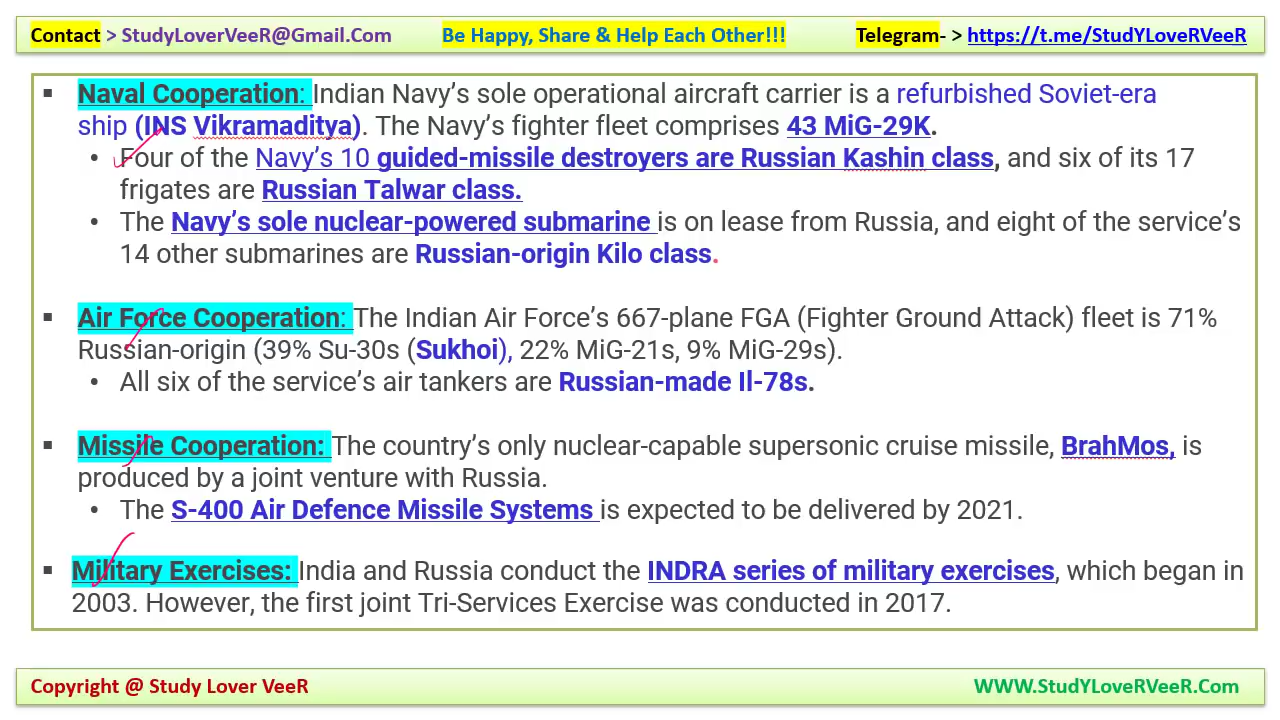 Contact > StudyLoverVeeR@Gmail.Com Be Happy, Share & Help Each Other!!! Telegram- > https://t.me/StudYLoveRVeeR
▪ Naval Cooperation: Indian Navy's sole operational aircraft carrier is a refurbished Soviet-era
ship (INS Vikramaditya). The Navy's fighter fleet comprises 43 MiG-29K.
• Four of the Navy's 10 guided-missile destroyers are Russian Kashin class, and six of its 17
frigates are Russian Talwar class.
• The Navy's sole nuclear-powered submarine is on lease from Russia, and eight of the service's
14 other submarines are Russian-origin Kilo class.
▪ Air Force Cooperation: The Indian Air Force's 667-plane FGA (Fighter Ground Attack) fleet is 71%
Russian-origin (39% Su-30s (Sukhoi), 22% MiG-21s, 9% MiG-29s).
• All six of the service's air tankers are Russian-made Il-78s.
▪ Missile Cooperation: The country's only nuclear-capable supersonic cruise missile, BrahMos, is
produced by a joint venture with Russia.
• The S-400 Air Defence Missile Systems is expected to be delivered by 2021.
▪ Military Exercises: India and Russia conduct the INDRA series of military exercises, which began in
2003. However, the first joint Tri-Services Exercise was conducted in 2017.
Copyright @ Study Lover VeeR WWW.StudYLoveRVeeR.Com